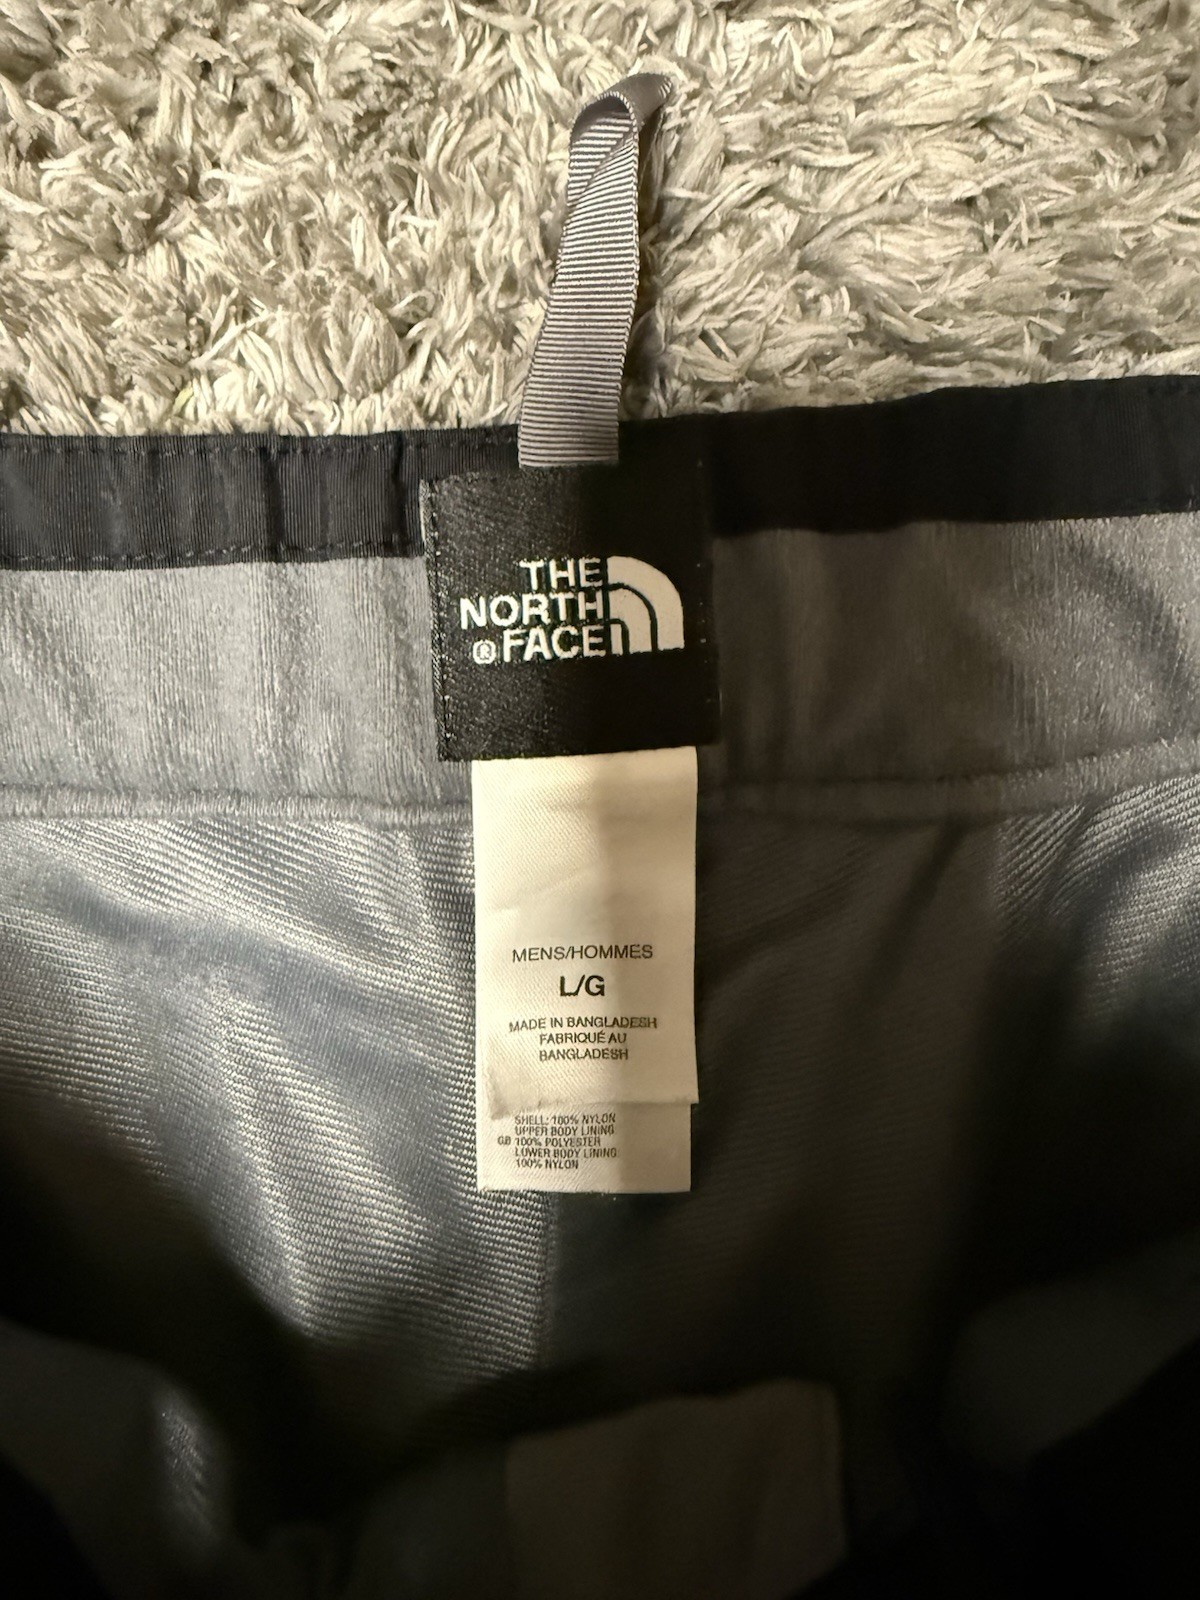 THE
NORTH
® FACE
MENS/HOMMES
L/G
MADE IN BANGLADESH
FABRIQUÉ AU
BANGLADESH
SHELL: 100% NYLON
UPPER BODY LINING
GB 100% POLYESTER
LOWER BODY LINING
100% NYLON